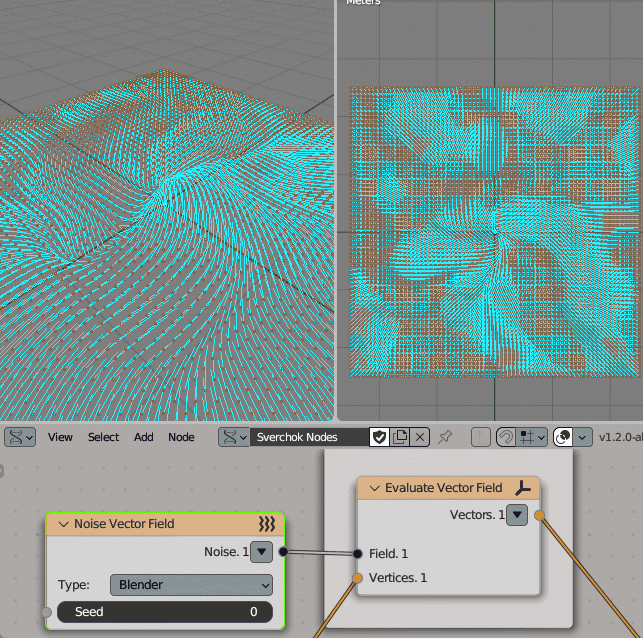 Meters
View Select Add Node Sverchok Nodes v1.2.0-al
Evaluate Vector Field
Vectors. 1
Noise Vector Field
Noise. 1
Field. 1
Type: Blender
Vertices. 1
Seed 0